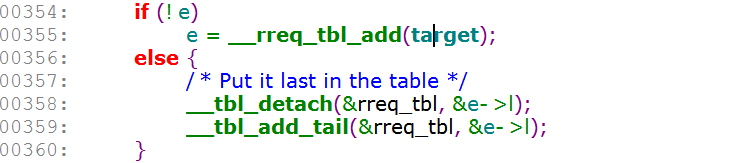 00354: if (! e)
00355: e = __rreq_tbl_add(target);
00356: else {
00357: / * Put it last in the table */
00358: __tbl_detach(&rreq_tbl, &e- >l);
00359: __tbl_add_tail(&rreq_tbl, &e- >l);
00360: }